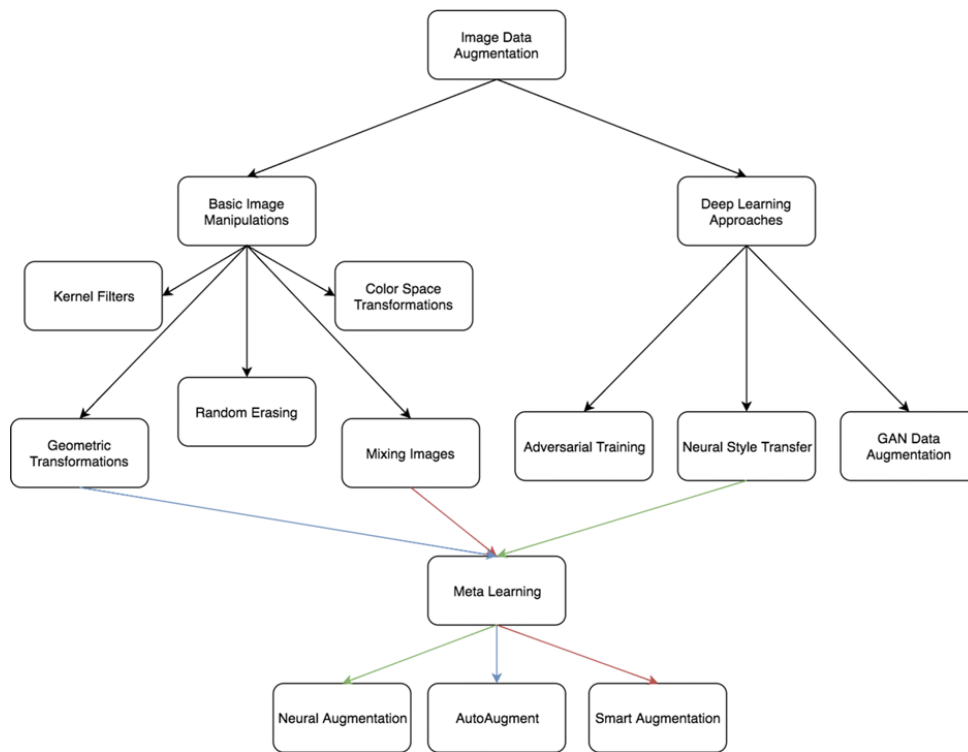 Image Data
Augmentation
Basic Image
Manipulations
Deep Learning
Approaches
Kernel Filters
Color Space
Transformations
Random Erasing
Geometric
Transformations
Mixing Images
Adversarial Training
Neural Style Transfer
GAN Data
Augmentation
Meta Learning
Neural Augmentation
AutoAugment
Smart Augmentation